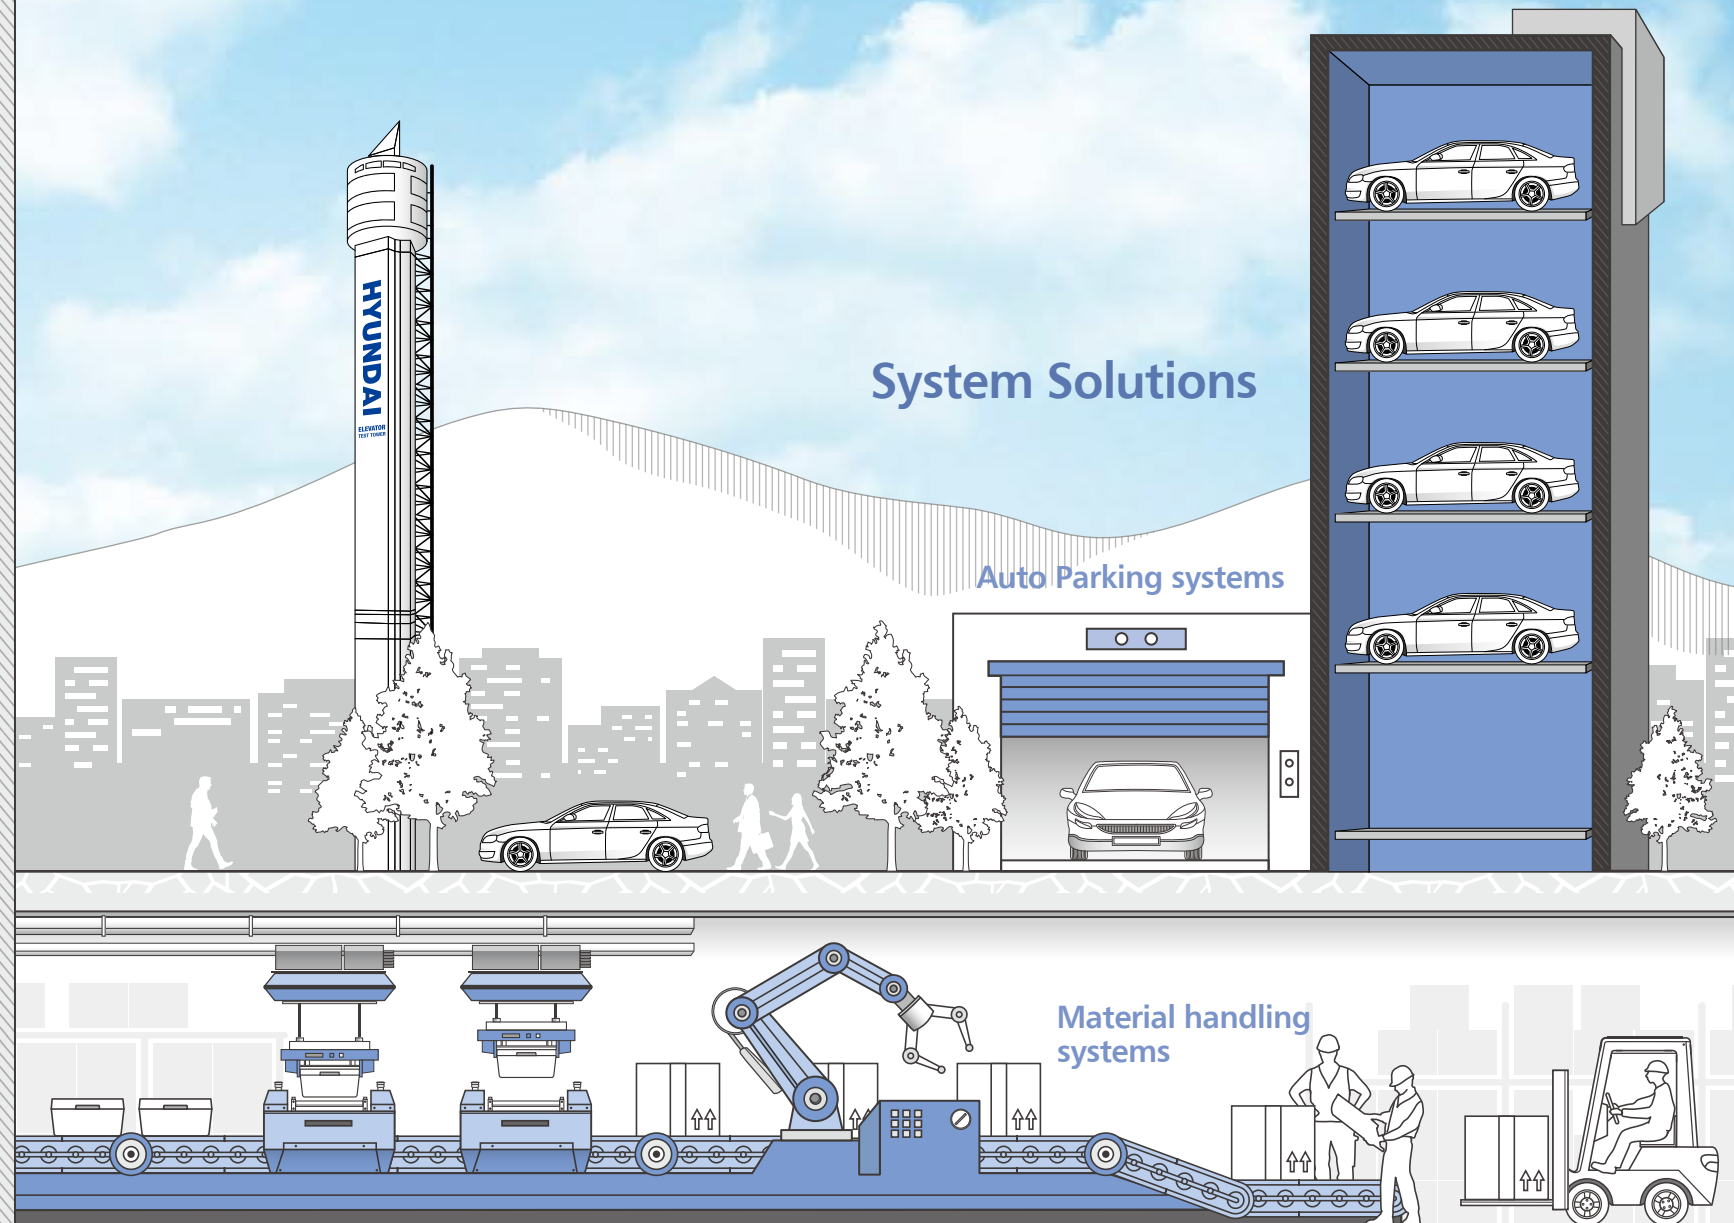 HYUNDAI
ELEVATOR
TEST TOWER
System Solutions
Auto Parking systems
Material handling
systems